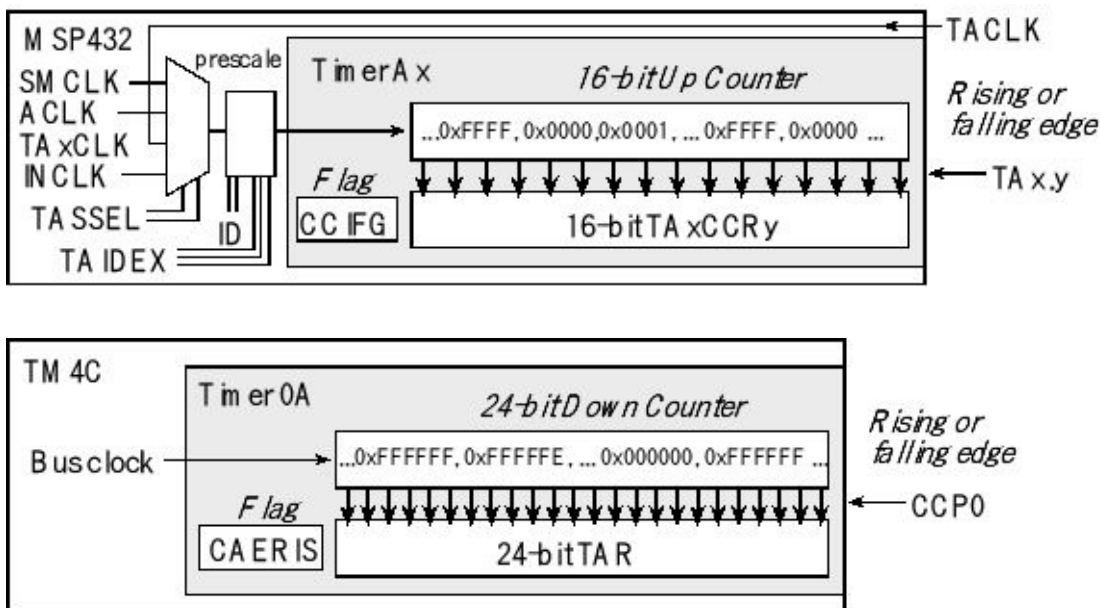 MSP432
TACLK
prescale
TimerAx
16-bit Up Counter
SMCLK
ACLK
TAxCLK
INCLK
...0xFFFF, 0x0000,0x0001, ... 0xFFFF, 0x0000 ...
Rising or
falling edge
TAx.y
Flag
CCIFG
16-bit TAxCCRy
TASSEL
ID
TAIDEX
TM4C
Timer0A
24-bit Down Counter
Rising or
falling edge
Bus clock
...0xFFFFFF, 0xFFFFFE, ... 0x000000, 0xFFFFFF ...
CCP0
Flag
CAERIS
24-bit TAR